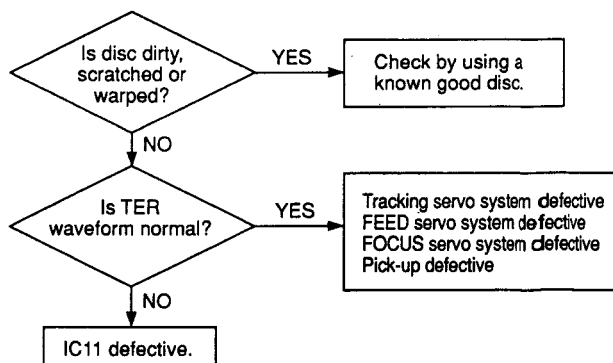 Is disc dirty,
scratched or
warped?
YES
Check by using a
known good disc.
NO
Is TER
waveform normal?
YES
Tracking servo system defective
FEED servo system defective
FOCUS servo system defective
Pick-up defective
NO
IC11 defective.